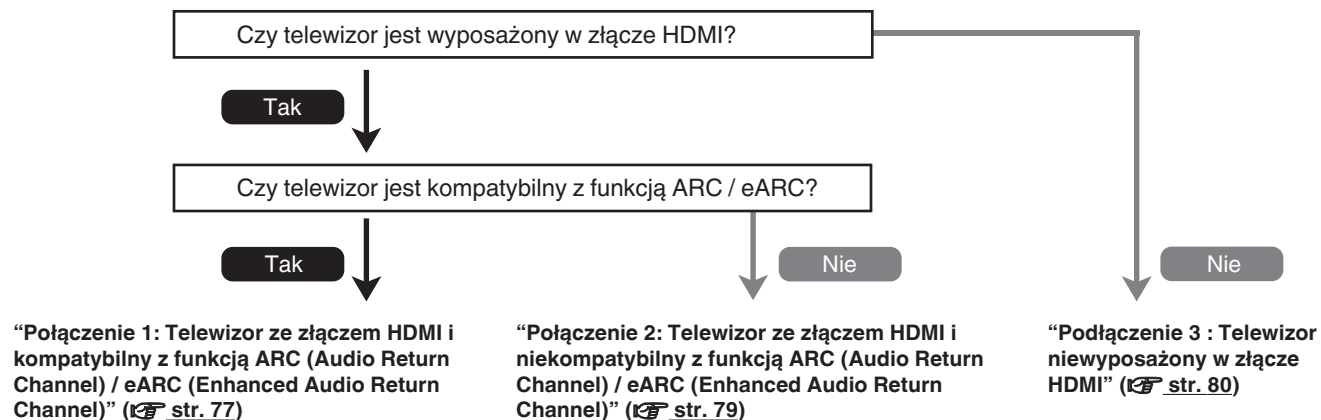 Czy telewizor jest wyposażony w złącze HDMI?
Tak
Czy telewizor jest kompatybilny z funkcją ARC / eARC?
Tak
Nie
Nie
“Połączenie 1: Telewizor ze złączem HDMI i
kompatybilny z funkcją ARC (Audio Return
Channel) / eARC (Enhanced Audio Return
Channel)” (☞ str. 77)
“Połączenie 2: Telewizor ze złączem HDMI i
niekompatybilny z funkcją ARC (Audio Return
Channel) / eARC (Enhanced Audio Return
Channel)” (☞ str. 79)
“Podłączenie 3 : Telewizor
niewyposażony w złącze
HDMI” (☞ str. 80)